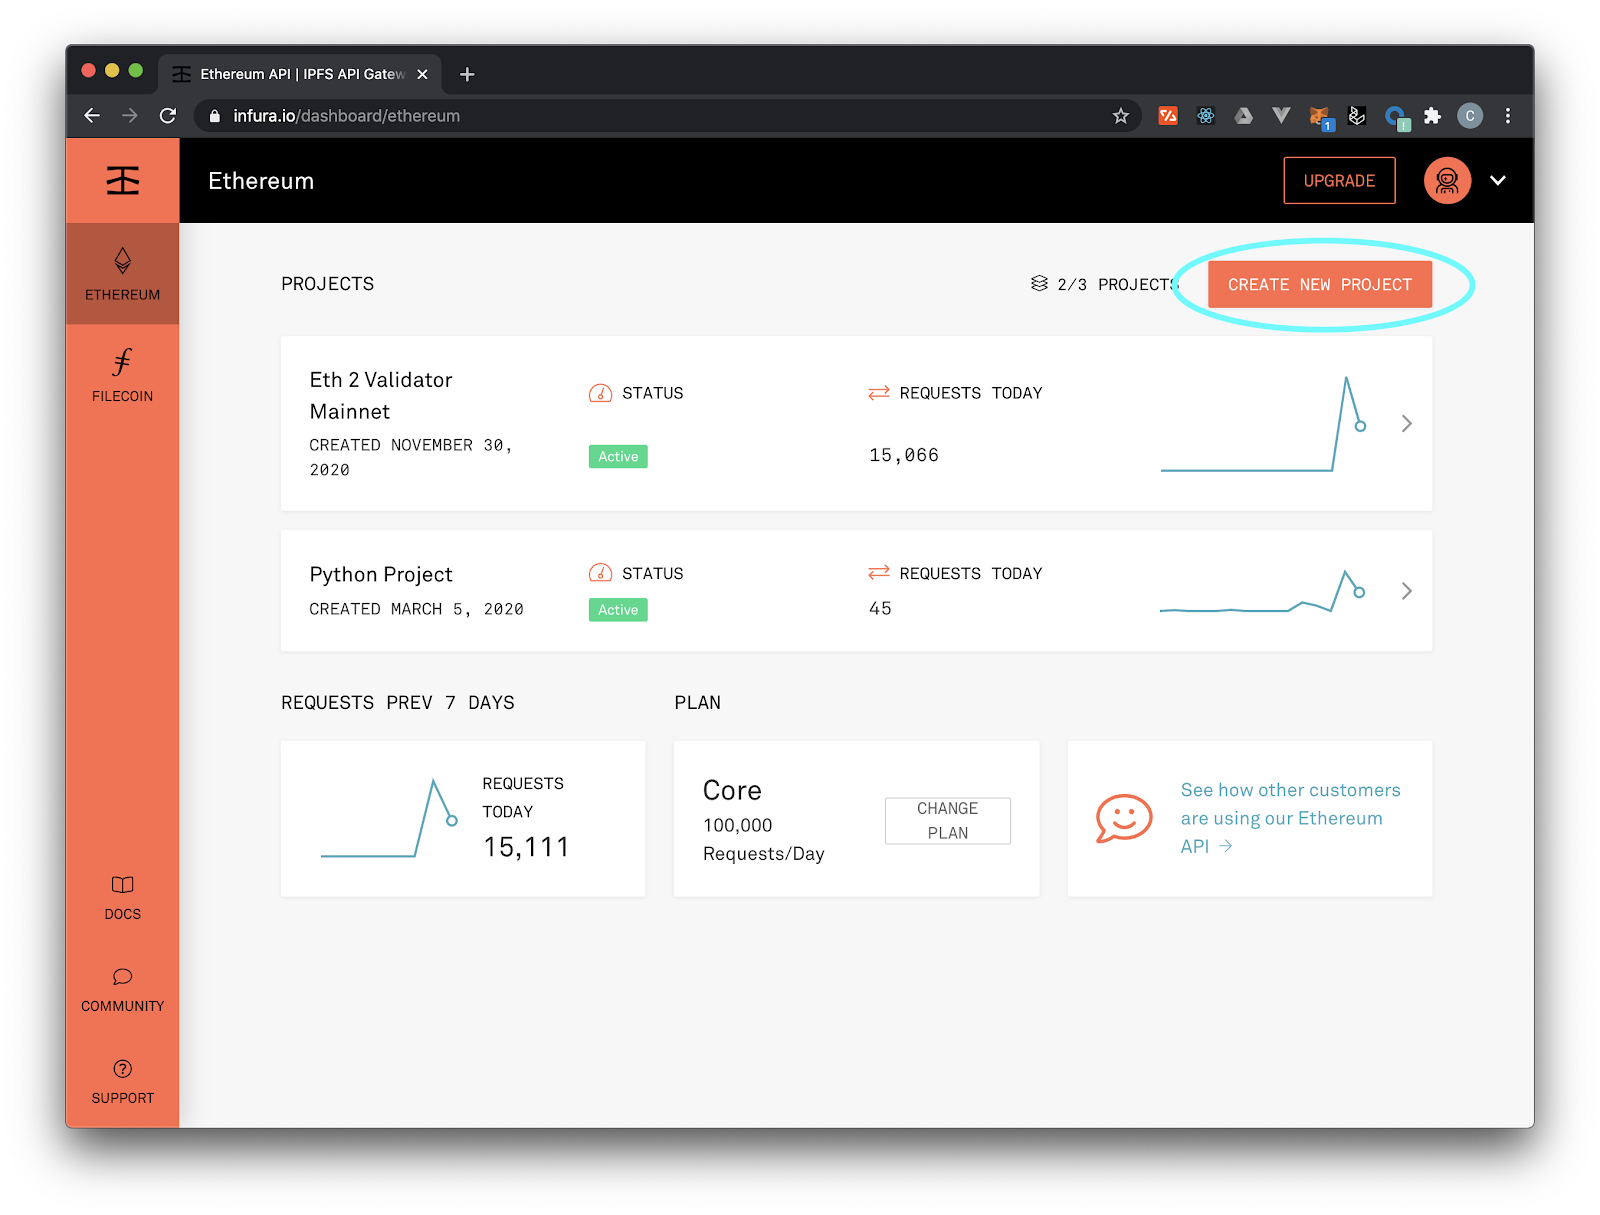 Ethereum API | IPFS API Gatew
infura.io/dashboard/ethereum
1
C
Ethereum
UPGRADE
ETHEREUM
FILECOIN
DOCS
COMMUNITY
SUPPORT
PROJECTS
2/3 PROJECTS
CREATE NEW PROJECT
Eth 2 Validator
Mainnet
CREATED NOVEMBER 30,
2020
STATUS
Active
REQUESTS TODAY
15,066
Python Project
CREATED MARCH 5, 2020
STATUS
Active
REQUESTS TODAY
45
REQUESTS PREV 7 DAYS
REQUESTS
TODAY
15,111
PLAN
Core
100,000
Requests/Day
CHANGE
PLAN
See how other customers
are using our Ethereum
API →